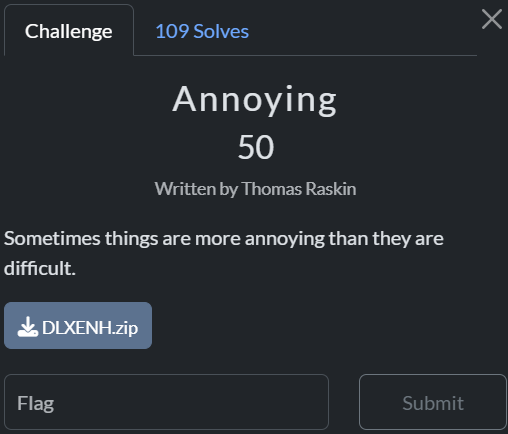 Challenge
109 Solves
Annoying
50
Written by Thomas Raskin
Sometimes things are more annoying than they are
difficult.
DLXENH.zip
Flag
Submit